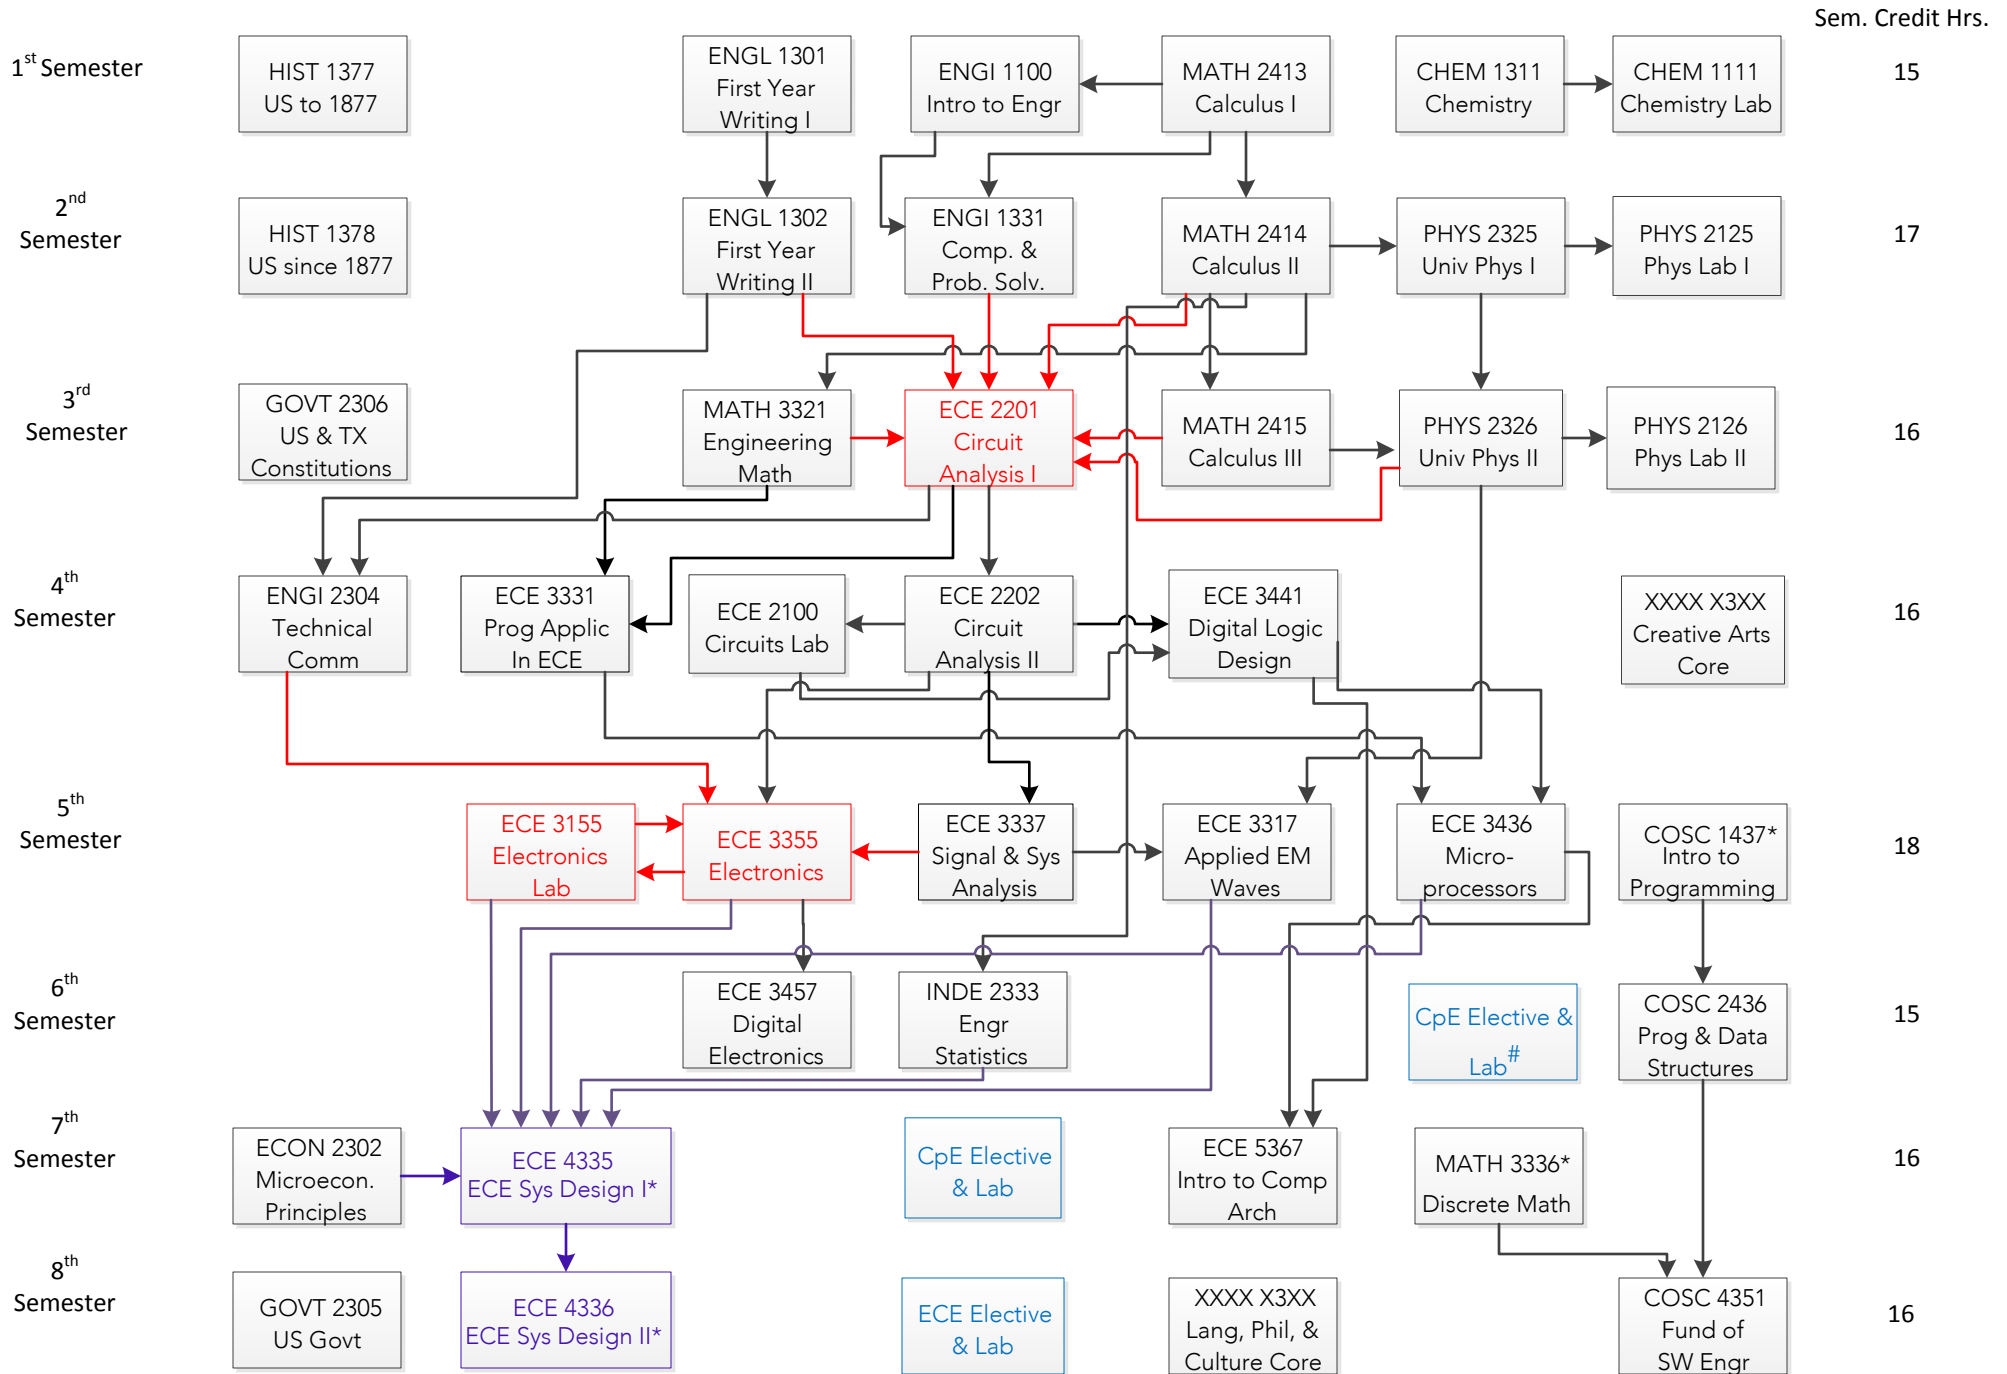 Sem. Credit Hrs.
1st Semester
HIST 1377
US to 1877
ENGL 1301
First Year
Writing I
ENGI 1100
Intro to Engr
MATH 2413
Calculus I
CHEM 1311
Chemistry
CHEM 1111
Chemistry Lab
15
2nd
Semester
HIST 1378
US since 1877
ENGL 1302
First Year
Writing II
ENGI 1331
Comp. &
Prob. Solv.
MATH 2414
Calculus II
PHYS 2325
Univ Phys I
PHYS 2125
Phys Lab I
17
3rd
Semester
GOVT 2306
US & TX
Constitutions
MATH 3321
Engineering
Math
ECE 2201
Circuit
Analysis I
MATH 2415
Calculus III
PHYS 2326
Univ Phys II
PHYS 2126
Phys Lab II
16
4th
Semester
ENGI 2304
Technical
Comm
ECE 3331
Prog Applic
In ECE
ECE 2100
Circuits Lab
ECE 2202
Circuit
Analysis II
ECE 3441
Digital Logic
Design
XXXX X3XX
Creative Arts
Core
16
5th
Semester
ECE 3155
Electronics
Lab
ECE 3355
Electronics
ECE 3337
Signal & Sys
Analysis
ECE 3317
Applied EM
Waves
ECE 3436
Micro-
processors
COSC 1437*
Intro to
Programming
18
6th
Semester
ECE 3457
Digital
Electronics
INDE 2333
Engr
Statistics
CpE Elective &
Lab#
COSC 2436
Prog & Data
Structures
15
7th
Semester
ECON 2302
Microecon.
Principles
ECE 4335
ECE Sys Design I*
CpE Elective
& Lab
ECE 5367
Intro to Comp
Arch
MATH 3336*
Discrete Math
16
8th
Semester
GOVT 2305
US Govt
ECE 4336
ECE Sys Design II*
ECE Elective
& Lab
XXXX X3XX
Lang, Phil, &
Culture Core
COSC 4351
Fund of
SW Engr
16